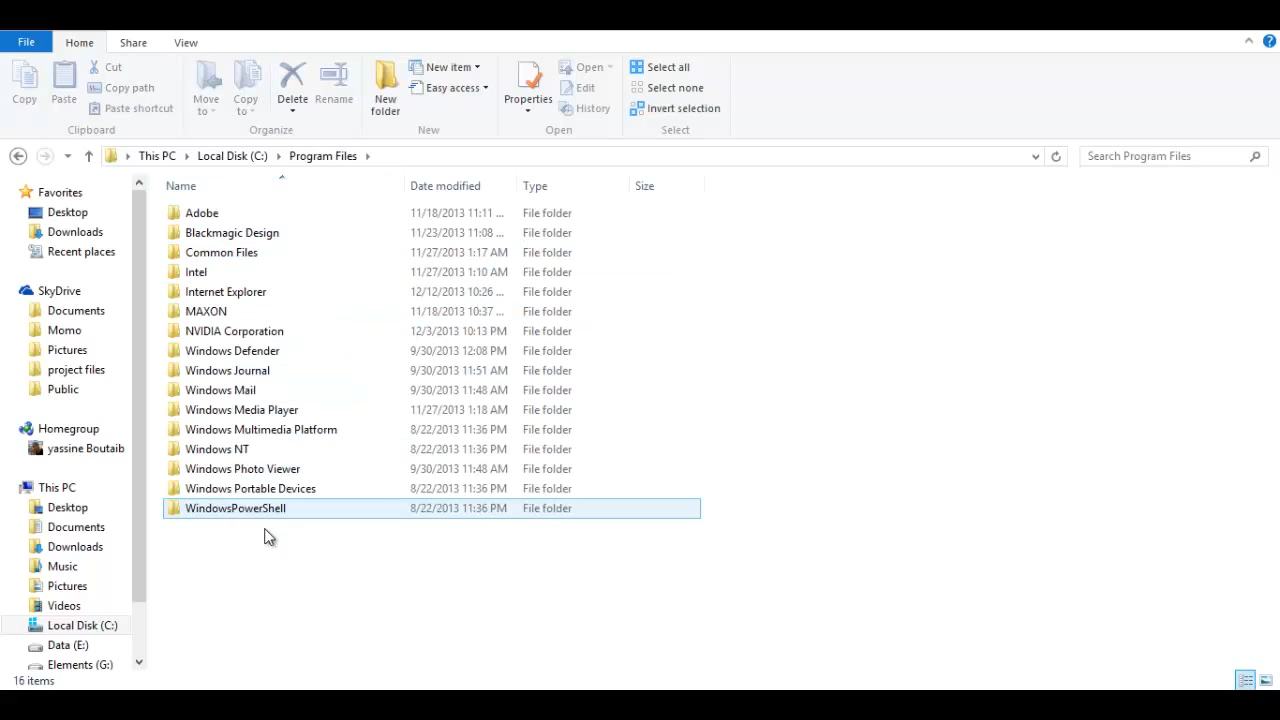 File Home Share View
Copy Paste Cut Copy path Paste shortcut
Clipboard
Move to Copy to Delete Rename
Organize
New folder New item Easy access
New
Properties Open Edit History
Open
Select all Select none Invert selection
Select
This PC Local Disk (C:) Program Files
Search Program Files
Favorites
Desktop
Downloads
Recent places
SkyDrive
Documents
Momo
Pictures
project files
Public
Homegroup
yassine Boutaib
This PC
Desktop
Documents
Downloads
Music
Pictures
Videos
Local Disk (C:)
Data (E:)
Elements (G:)
Name Date modified Type Size
Adobe 11/18/2013 11:11 ... File folder
Blackmagic Design 11/23/2013 11:08 ... File folder
Common Files 11/27/2013 1:17 AM File folder
Intel 11/27/2013 1:10 AM File folder
Internet Explorer 12/12/2013 10:26 ... File folder
MAXON 11/18/2013 10:37 ... File folder
NVIDIA Corporation 12/3/2013 10:13 PM File folder
Windows Defender 9/30/2013 12:08 PM File folder
Windows Journal 9/30/2013 11:51 AM File folder
Windows Mail 9/30/2013 11:48 AM File folder
Windows Media Player 11/27/2013 1:18 AM File folder
Windows Multimedia Platform 8/22/2013 11:36 PM File folder
Windows NT 8/22/2013 11:36 PM File folder
Windows Photo Viewer 9/30/2013 11:48 AM File folder
Windows Portable Devices 8/22/2013 11:36 PM File folder
WindowsPowerShell 8/22/2013 11:36 PM File folder
16 items